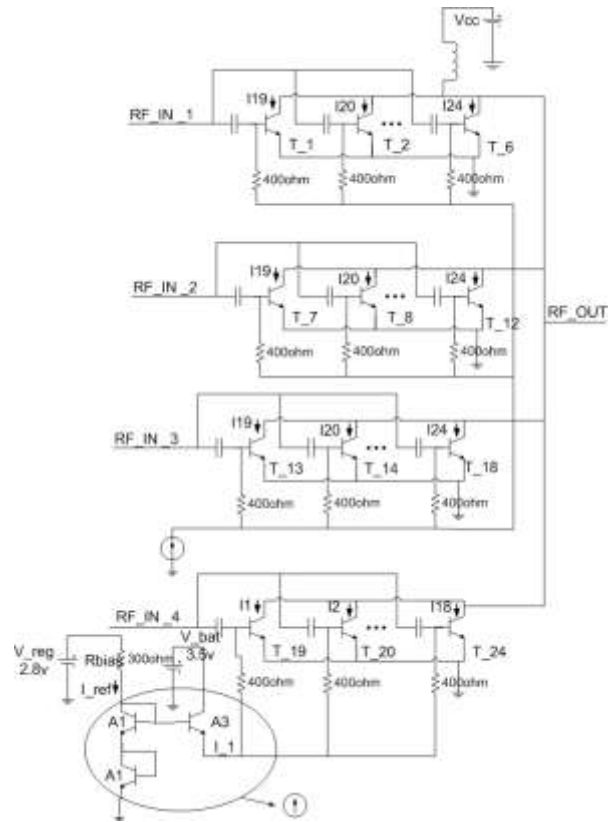 Vcc
I19 I20 I24
RF_IN_1
T_1 T_2 T_6
400ohm 400ohm 400ohm
I19 I20 I24
RF_IN_2
T_7 T_8 T_12
RF_OUT
400ohm 400ohm 400ohm
I19 I20 I24
RF_IN_3
T_13 T_14 T_18
400ohm 400ohm 400ohm
I1 I2 I18
RF_IN_4
V_bat
3.5v
T_19 T_20 T_24
V_reg
2.8v
Rbias 300ohm
400ohm 400ohm 400ohm
I_ref
A1 A3
I_1
A1